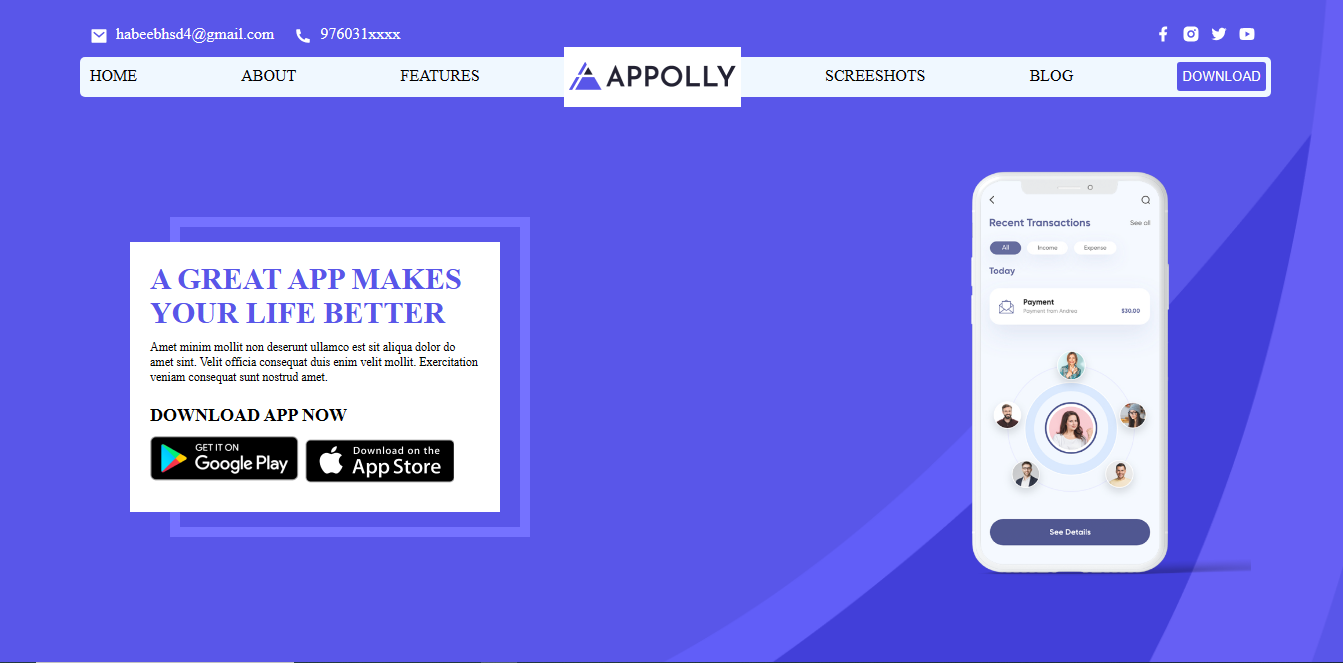 habeebhsd4@gmail.com 976031xxxx
HOME ABOUT FEATURES APPOLLY SCREESHOTS BLOG DOWNLOAD
A GREAT APP MAKES
YOUR LIFE BETTER
Amet minim mollit non deserunt ullamco est sit aliqua dolor do
amet sint. Velit officia consequat duis enim velit mollit. Exercitation
veniam consequat sunt nostrud amet.
DOWNLOAD APP NOW
GET IT ON
Google Play
Download on the
App Store
Recent Transactions See all
All Income Expense
Today
Payment
Payment from Andrea $30.00
See Details